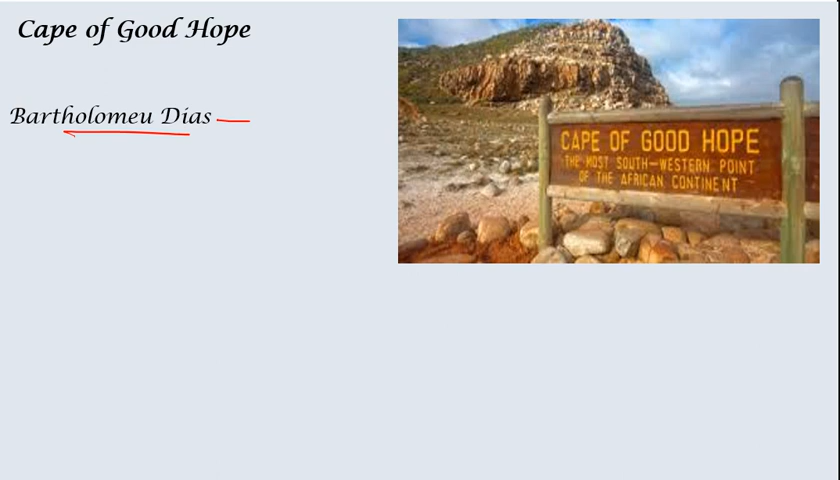 Cape of Good Hope
Bartholomeu Dias
CAPE OF GOOD HOPE
THE MOST SOUTH-WESTERN POINT
OF THE AFRICAN CONTINENT